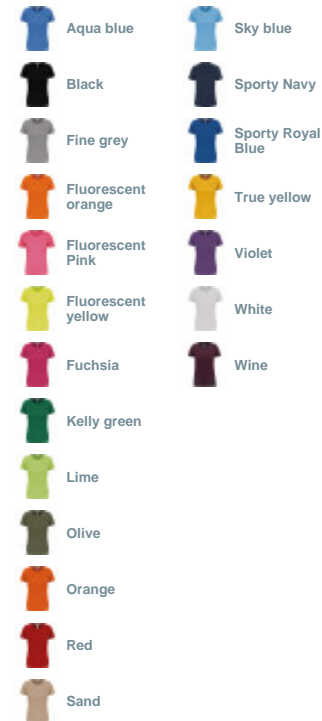 Aqua blue
Black
Fine grey
Fluorescent
orange
Fluorescent
Pink
Fluorescent
yellow
Fuchsia
Kelly green
Lime
Olive
Orange
Red
Sand
Sky blue
Sporty Navy
Sporty Royal
Blue
True yellow
Violet
White
Wine